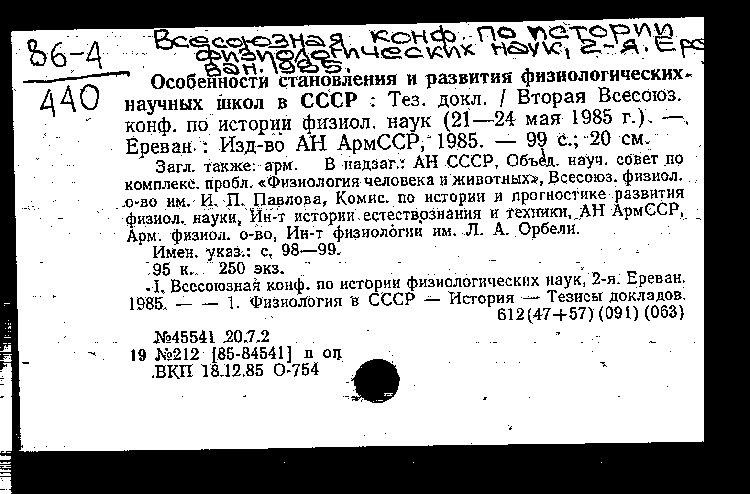 Всесоюзная конф. по истории
физиологических наук, 2-я. Ере
ван. 1985.
86-4
440
Особенности становления и развития физиологических
научных школ в СССР : Тез. докл. / Вторая Всесоюз.
конф. по истории физиол. наук (21—24 мая 1985 г.). —
Ереван : Изд-во АН АрмССР, 1985. — 99 с.; 20 см.
Загл. также: арм. В надзаг.: АН СССР, Объед. науч. совет по
комплекс. пробл. «Физиология человека и животных», Всесоюз. физиол.
о-во им. И. П. Павлова, Комис. по истории и прогностике развития
физиол. науки, Ин-т истории естествознания и техники, АН АрмССР,
Арм. физиол. о-во, Ин-т физиологии им. Л. А. Орбели.
Имен. указ.: с. 98—99.
95 к. 250 экз.
I. Всесоюзная конф. по истории физиологических наук, 2-я. Ереван.
1985. — — 1. Физиология в СССР — История — Тезисы докладов.
612(47+57)(091)(063)
№45541 20.7.2
19 №212 [85-84541] п оп
ВКП 18.12.85 О-754